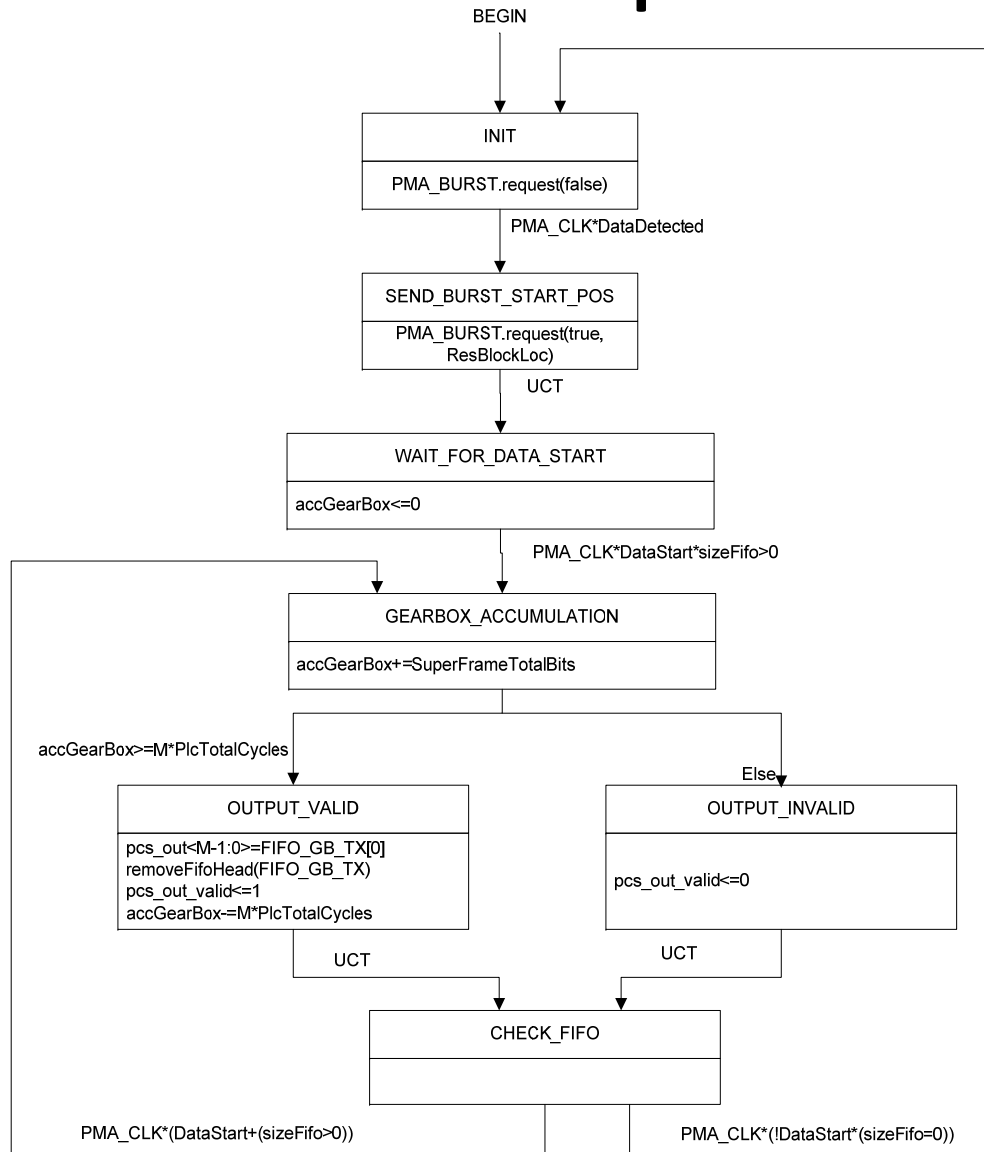 BEGIN
INIT
PMA_BURST.request(false)
PMA_CLK*DataDetected
SEND_BURST_START_POS
PMA_BURST.request(true,
ResBlockLoc)
UCT
WAIT_FOR_DATA_START
accGearBox<=0
PMA_CLK*DataStart*sizeFifo>0
GEARBOX_ACCUMULATION
accGearBox+=SuperFrameTotalBits
accGearBox>=M*PlcTotalCycles
Else
OUTPUT_VALID
pcs_out<M-1:0>=FIFO_GB_TX[0]
removeFifoHead(FIFO_GB_TX)
pcs_out_valid<=1
accGearBox-=M*PlcTotalCycles
OUTPUT_INVALID
pcs_out_valid<=0
UCT
UCT
CHECK_FIFO
PMA_CLK*(DataStart+(sizeFifo>0))
PMA_CLK*(!DataStart*(sizeFifo=0))